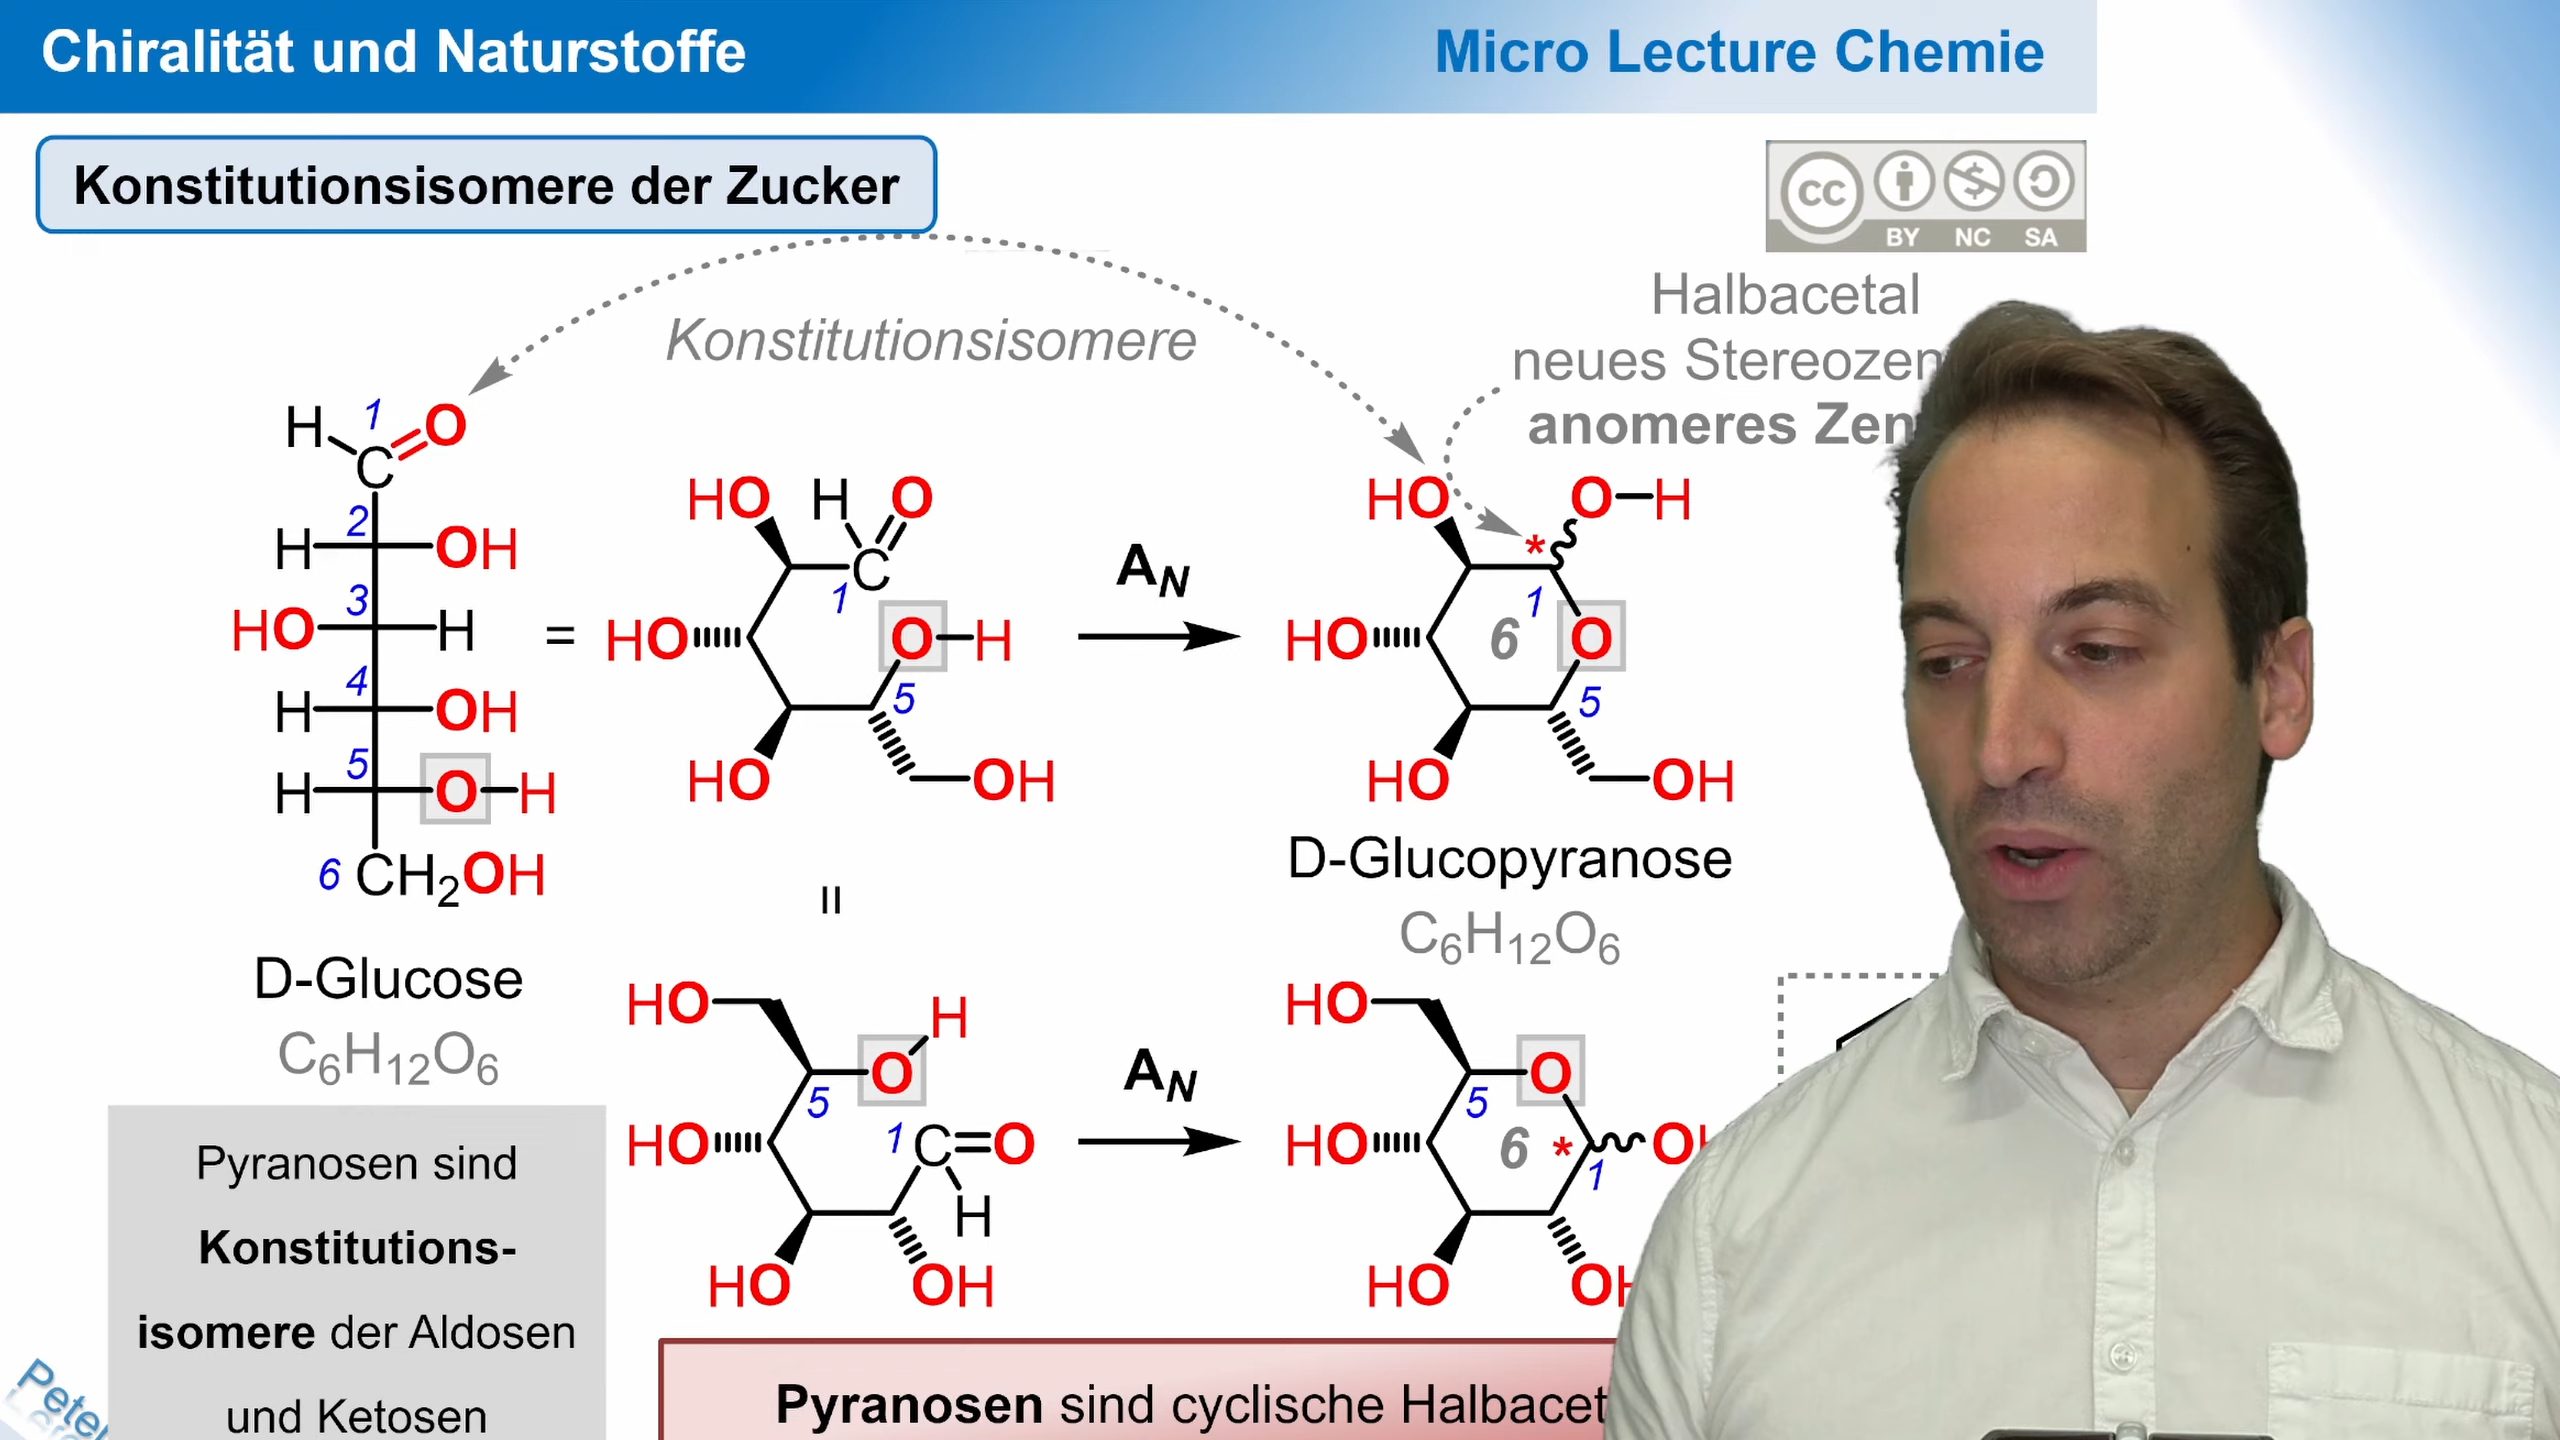 Chiralität und Naturstoffe
Micro Lecture Chemie
Konstitutionsisomere der Zucker
CC BY NC SA
Halbacetal
neues
anomeres
Konstitutionsisomere
H 1 O
C
2
H OH
3
HO H
4
H OH
5
H O H
6 CH2OH
D-Glucose
C6H12O6
=
HO H O
C
1
HO O H
5
HO OH
AN
HO O H
*
1
HO 6 O
5
HO OH
D-Glucopyranose
C6H12O6
=
HO H
O
5
HO 1 C=O
H
HO OH
AN
HO O
5
HO 6 *
1
HO
Pyranosen sind
Konstitutions-
isomere der Aldosen
und Ketosen
Pyranosen sind cyclische
Peter